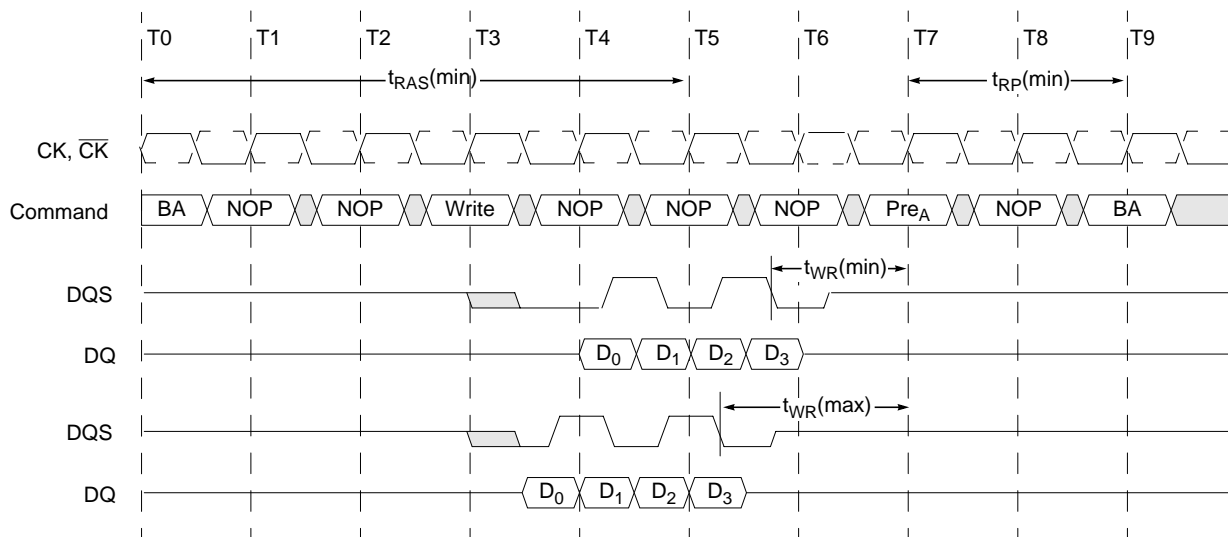 T0 T1 T2 T3 T4 T5 T6 T7 T8 T9
tRAS(min) tRP(min)
CK, CK
Command BA NOP NOP Write NOP NOP NOP PreA NOP BA
tWR(min)
DQS
DQ D0 D1 D2 D3
tWR(max)
DQS
DQ D0 D1 D2 D3